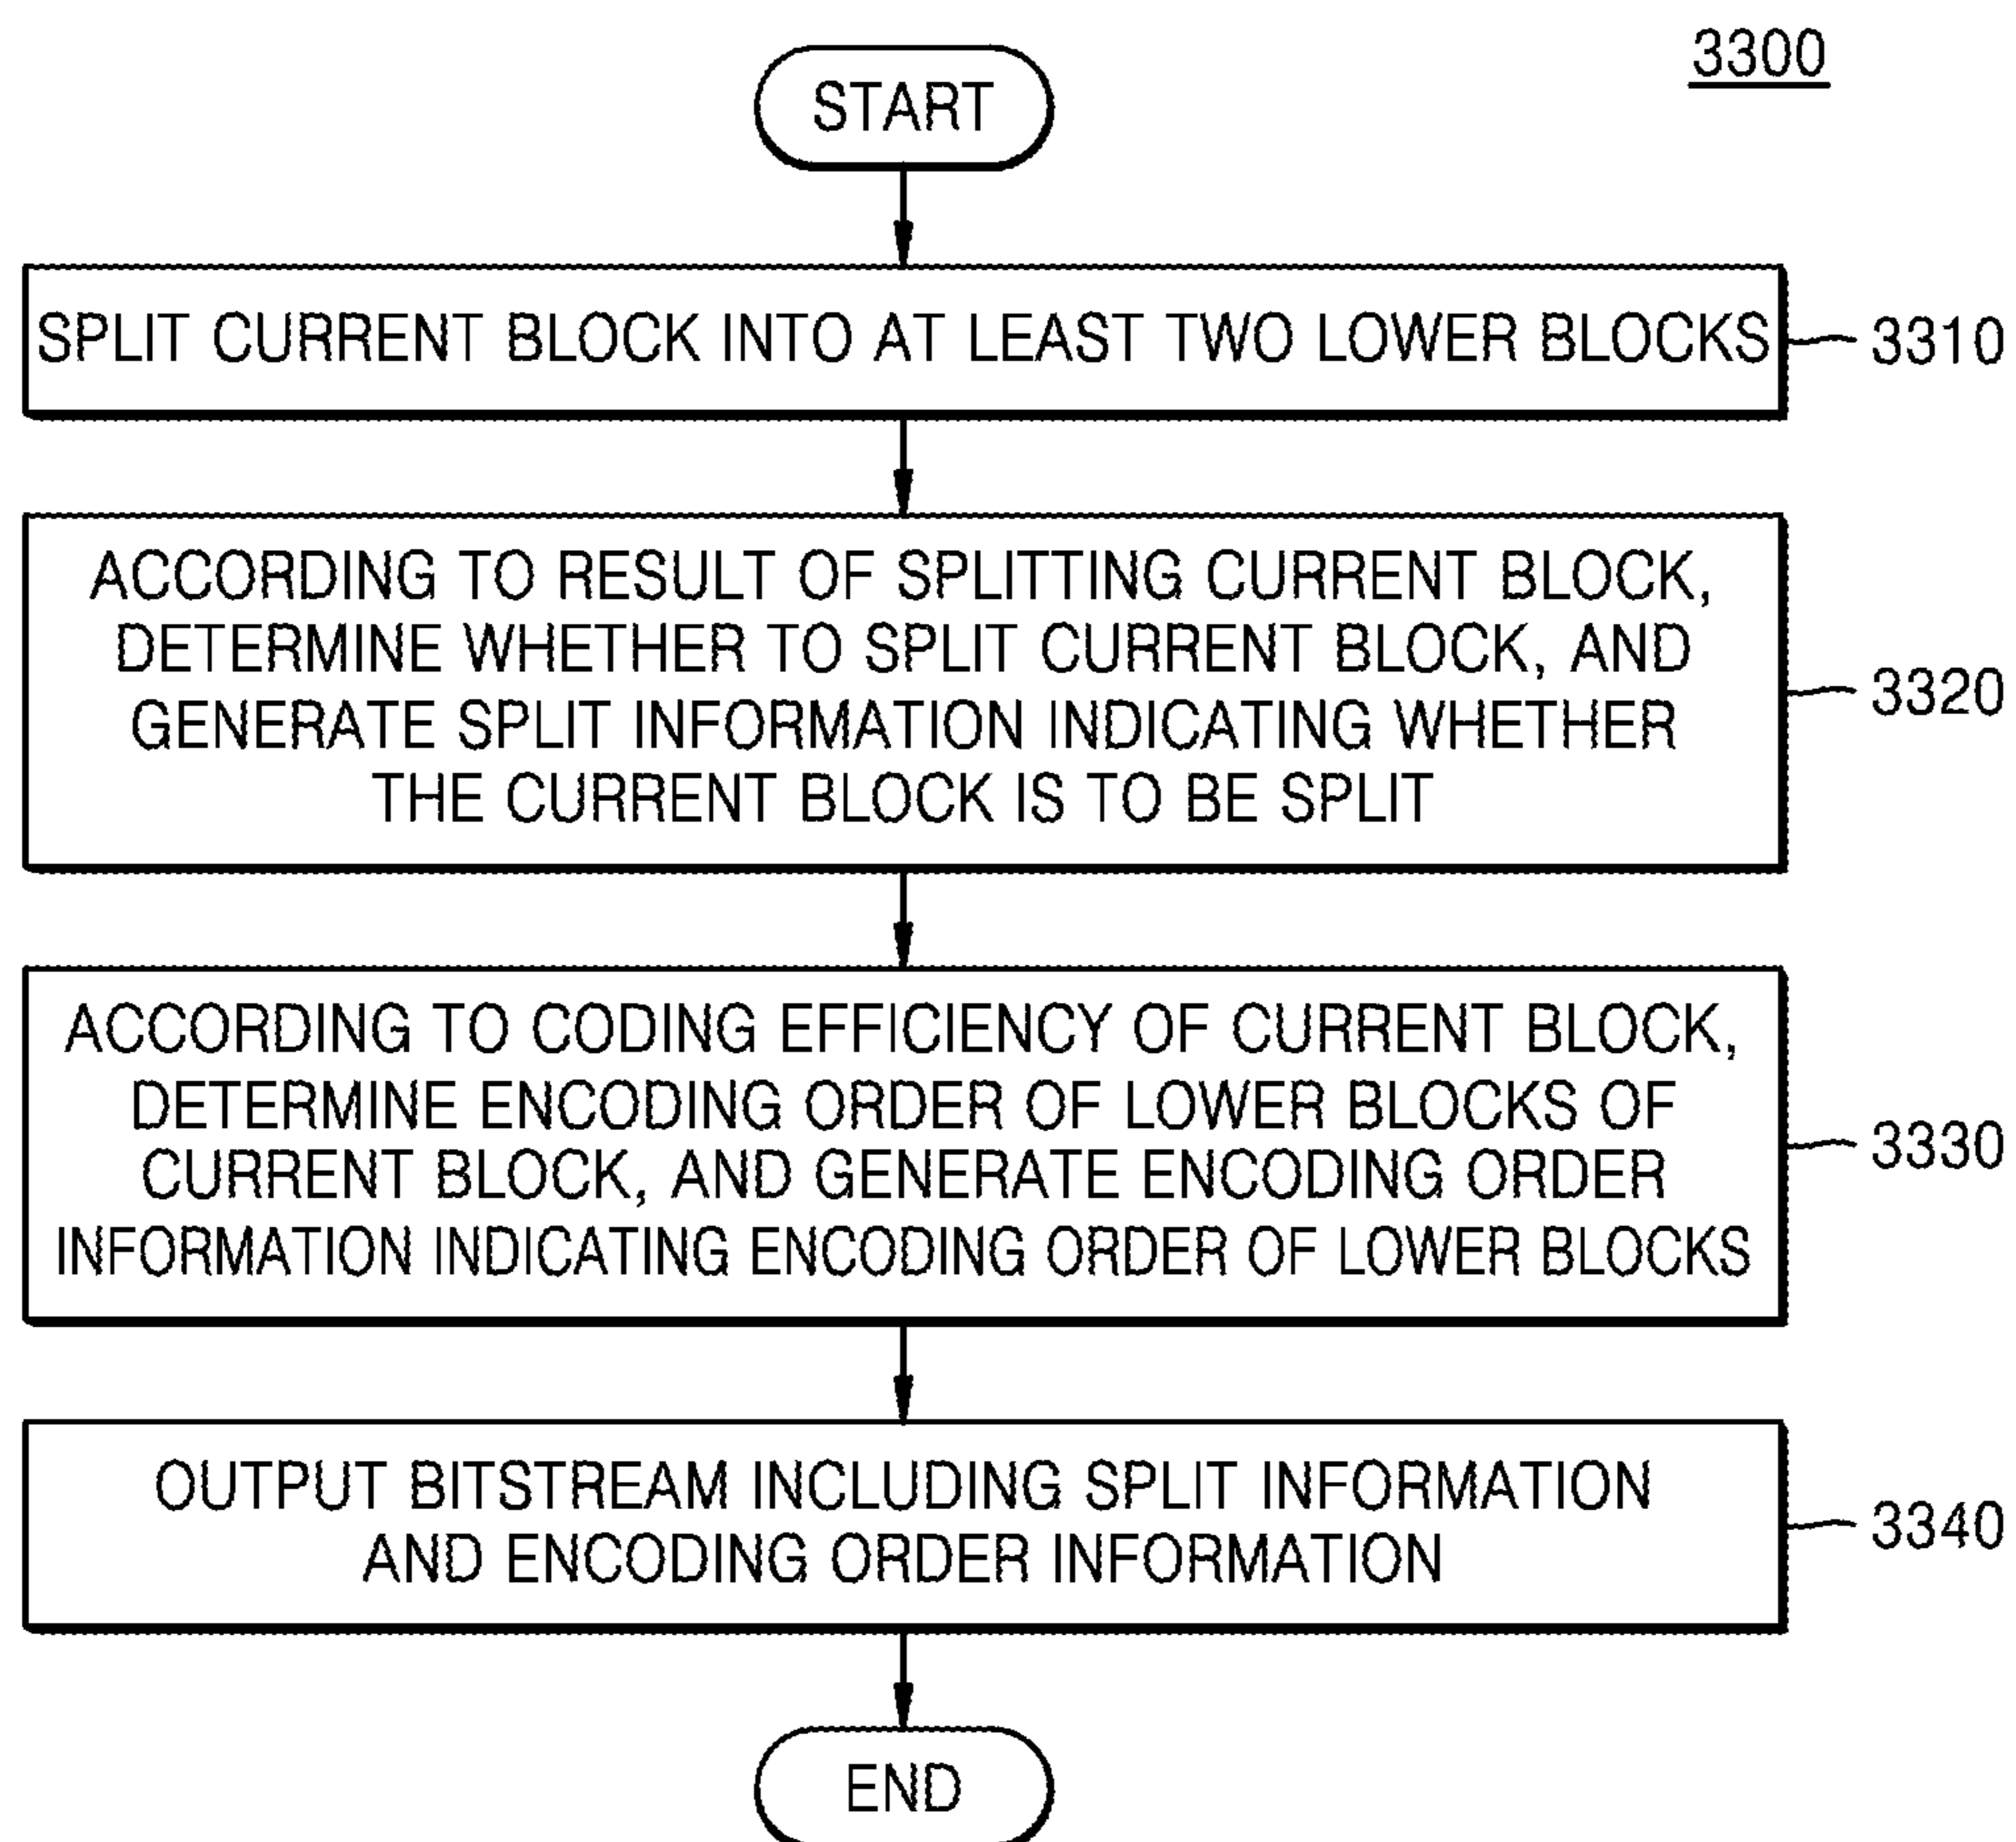 3300
START
SPLIT CURRENT BLOCK INTO AT LEAST TWO LOWER BLOCKS
3310
ACCORDING TO RESULT OF SPLITTING CURRENT BLOCK,
DETERMINE WHETHER TO SPLIT CURRENT BLOCK, AND
GENERATE SPLIT INFORMATION INDICATING WHETHER
THE CURRENT BLOCK IS TO BE SPLIT
3320
ACCORDING TO CODING EFFICIENCY OF CURRENT BLOCK,
DETERMINE ENCODING ORDER OF LOWER BLOCKS OF
CURRENT BLOCK, AND GENERATE ENCODING ORDER
INFORMATION INDICATING ENCODING ORDER OF LOWER BLOCKS
3330
OUTPUT BITSTREAM INCLUDING SPLIT INFORMATION
AND ENCODING ORDER INFORMATION
3340
END